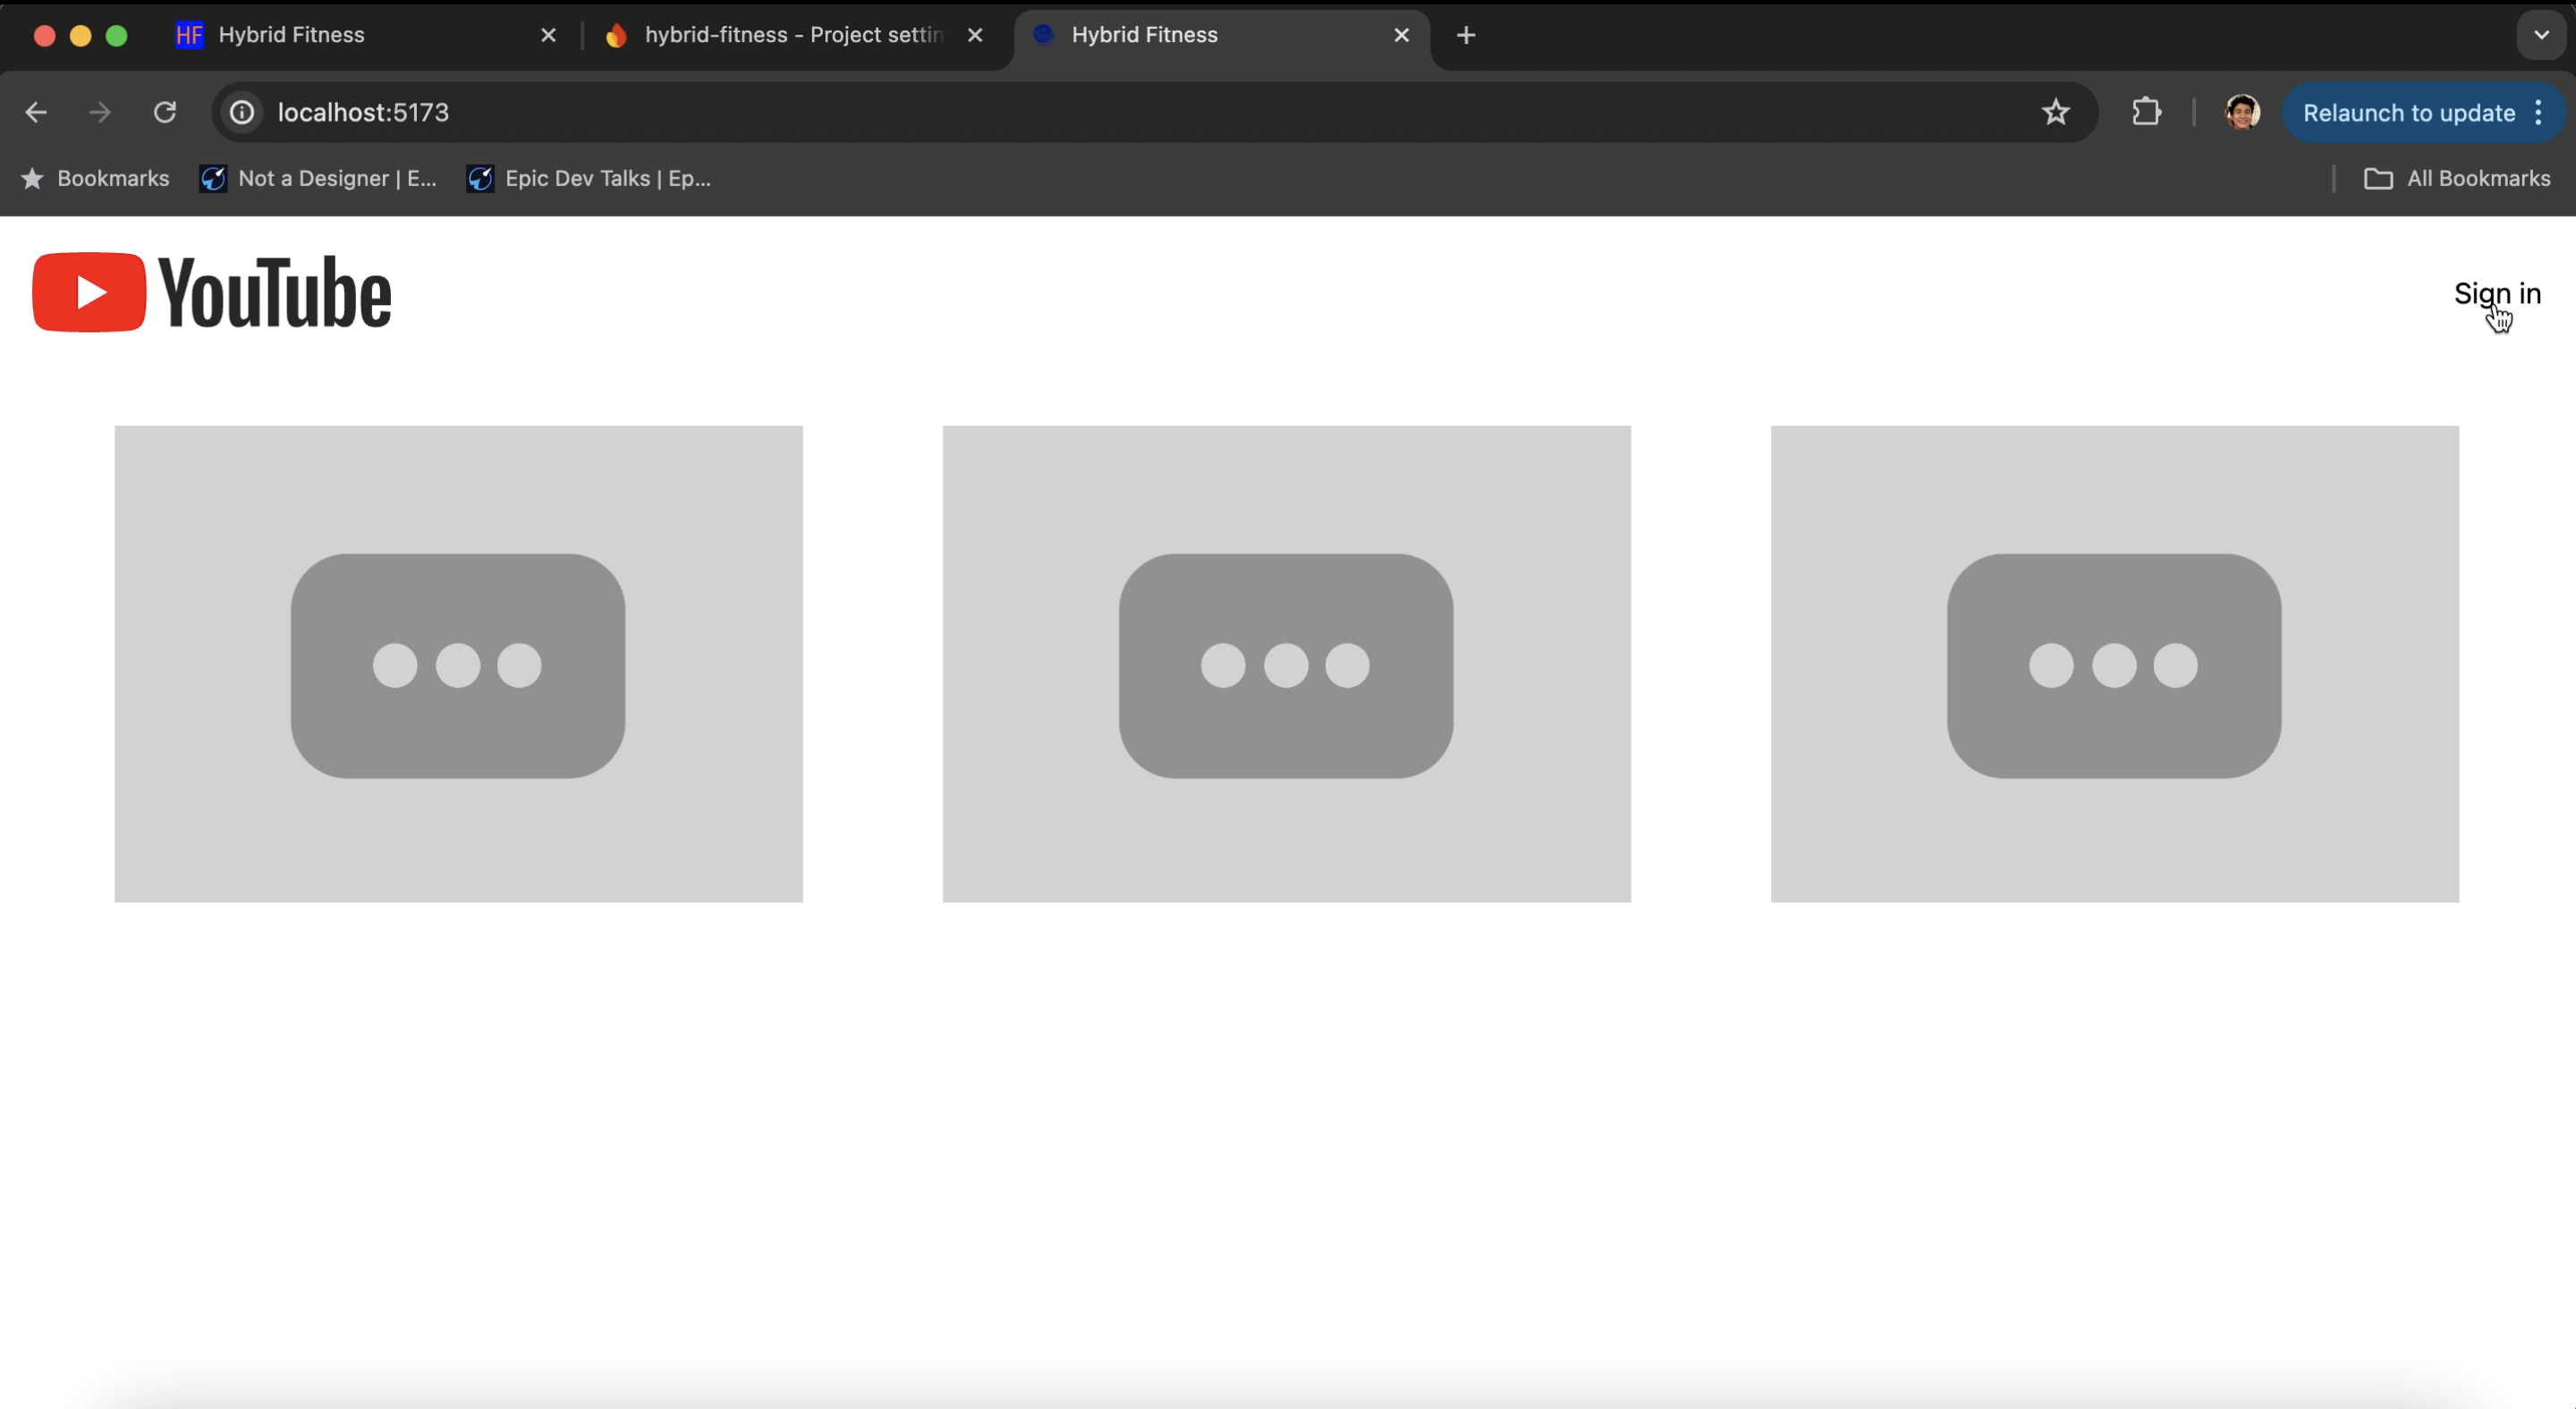 HF Hybrid Fitness
hybrid-fitness - Project settin
Hybrid Fitness
localhost:5173
Relaunch to update
Bookmarks
Not a Designer | E...
Epic Dev Talks | Ep...
All Bookmarks
YouTube
Sign in